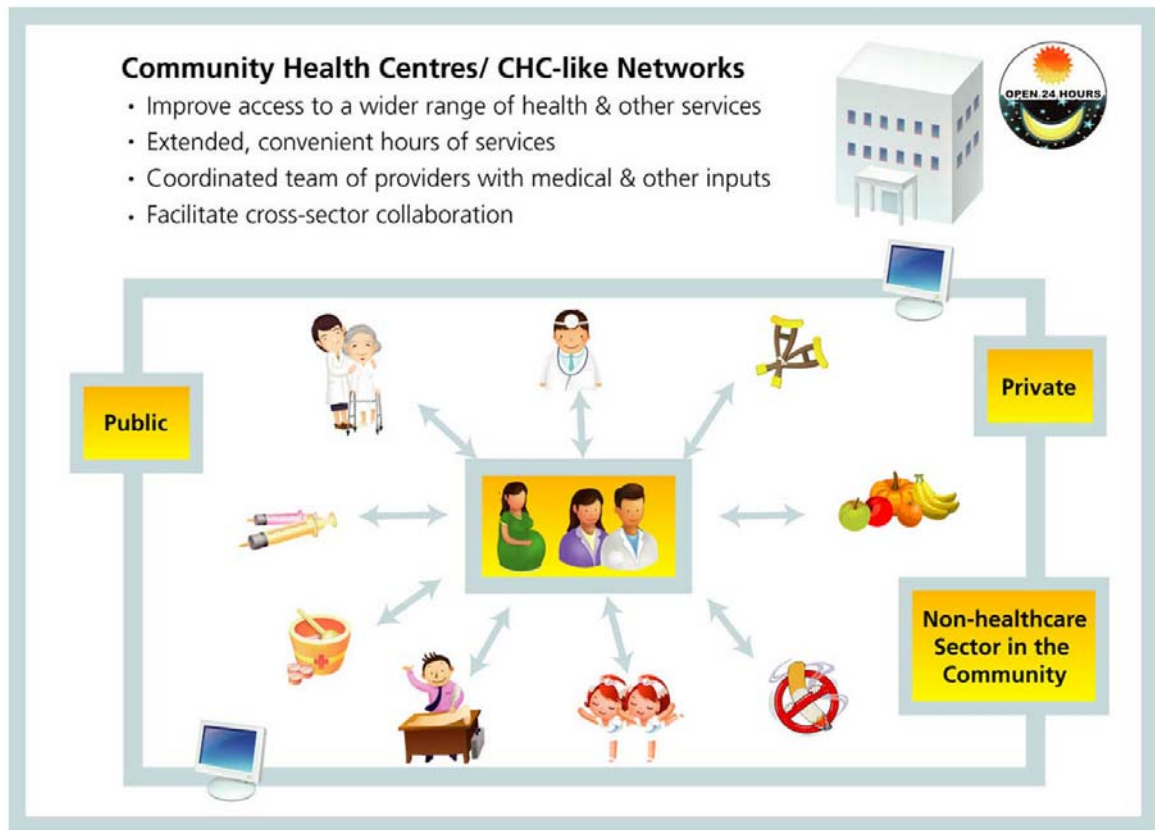 Community Health Centres/ CHC-like Networks
• Improve access to a wider range of health & other services
• Extended, convenient hours of services
• Coordinated team of providers with medical & other inputs
• Facilitate cross-sector collaboration
OPEN 24 HOURS
Public
Private
Non-healthcare
Sector in the
Community